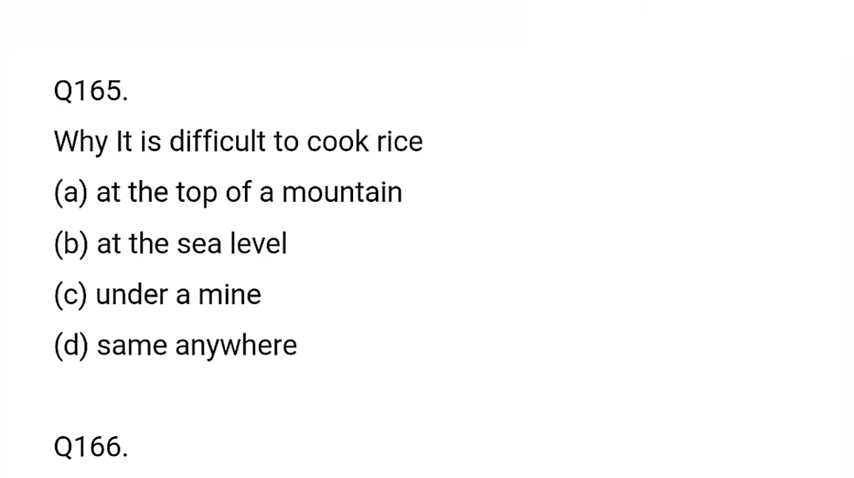 Q165.
Why It is difficult to cook rice
(a) at the top of a mountain
(b) at the sea level
(c) under a mine
(d) same anywhere
Q166.